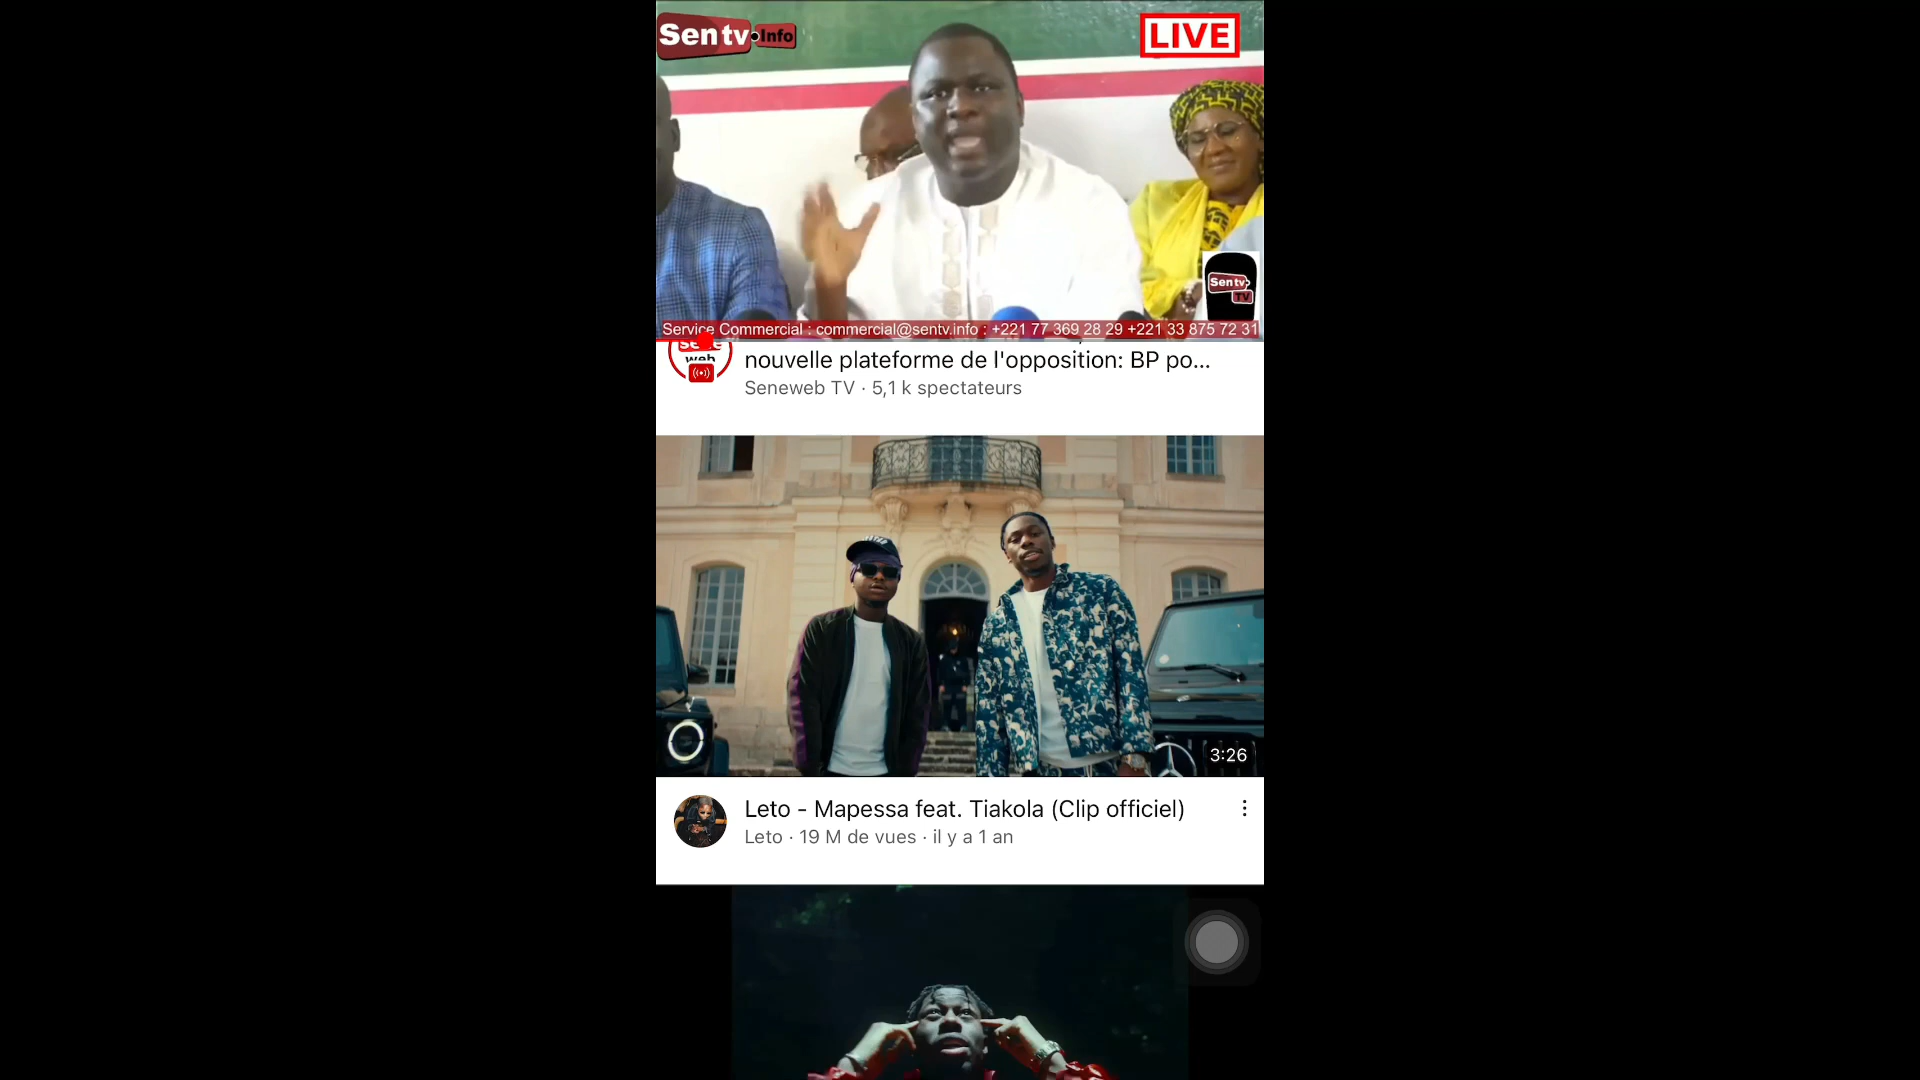 Sentv Info
LIVE
Sentv
TV
Service Commercial : commercial@sentv.info : +221 77 369 28 29 +221 33 875 72 31
sene
web
nouvelle plateforme de l'opposition: BP po...
Seneweb TV · 5,1 k spectateurs
3:26
Leto - Mapessa feat. Tiakola (Clip officiel)
Leto · 19 M de vues · il y a 1 an